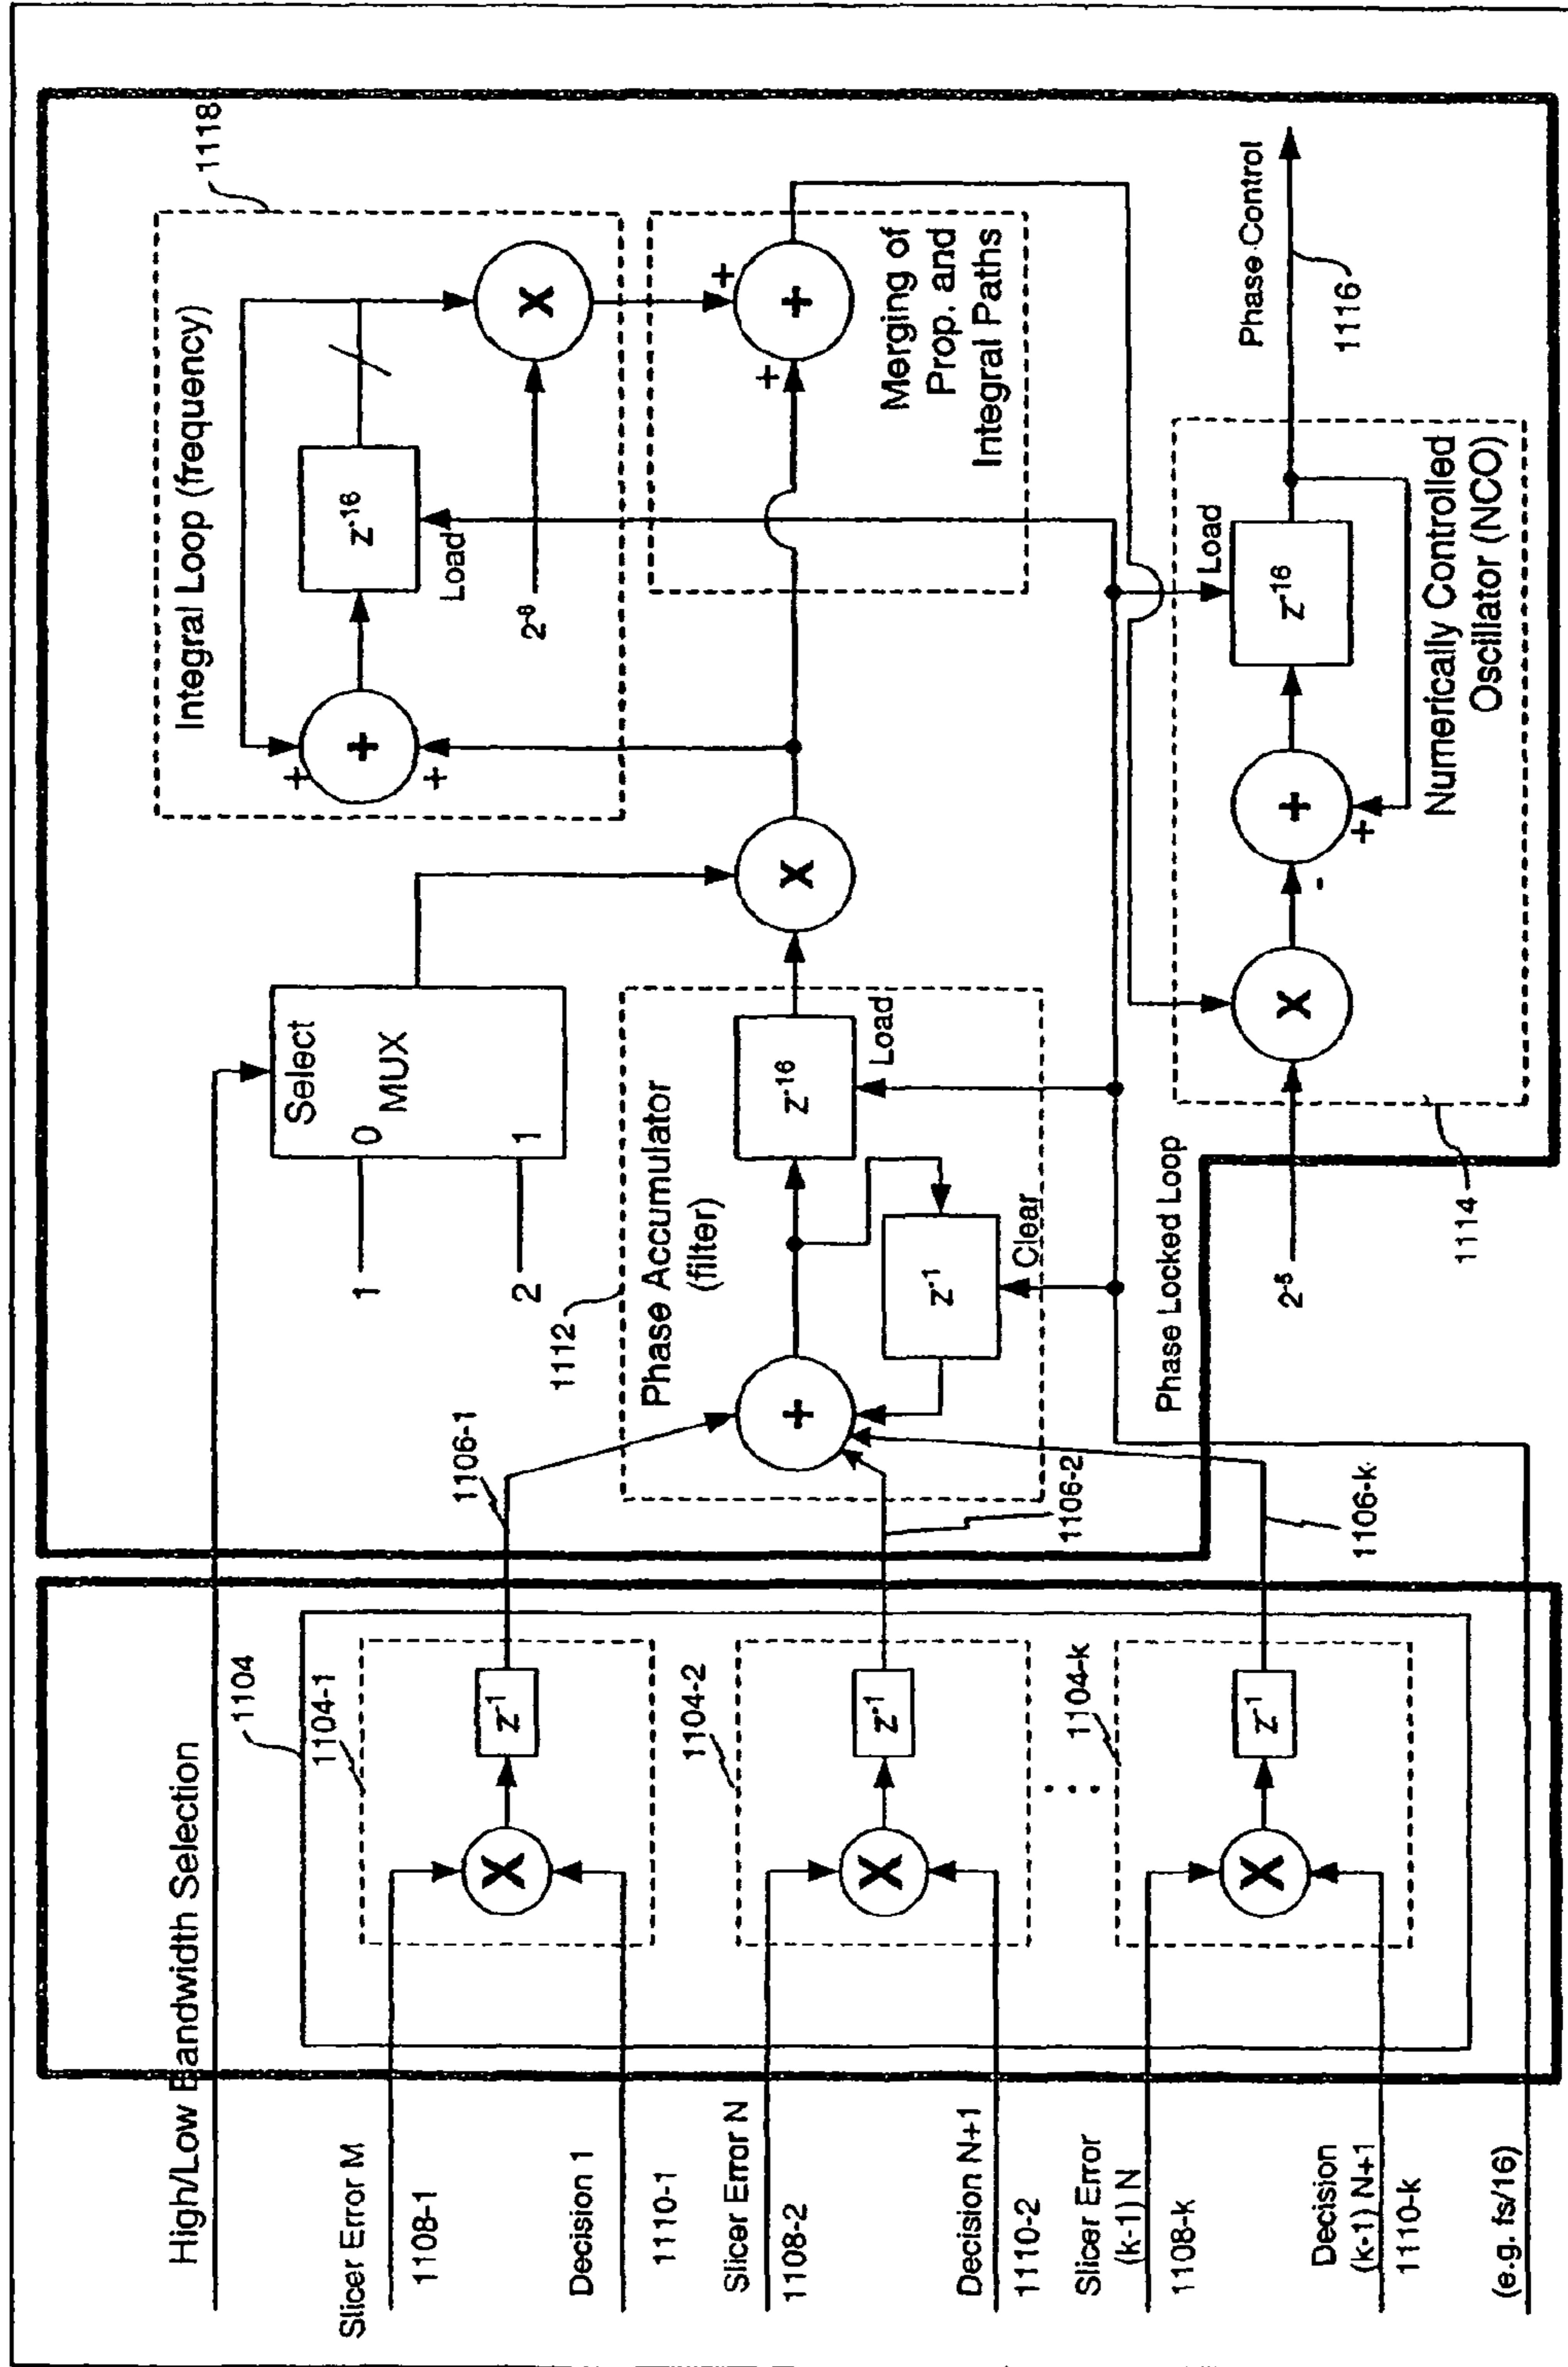 High/Low Bandwidth Selection
Slicer Error M
1108-1
Decision 1
1110-1
Slicer Error N
1108-2
Decision N+1
1110-2
Slicer Error
(k-1) N
1108-k
Decision
(k-1) N+1
1110-k
(e.g. fs/16)
1104
1104-1
X
z-1
1104-2
X
z-1
1104-k
X
z-1
1106-1
1106-2
1106-k
1112
Phase Accumulator
(filter)
+
z-16
Load
z-1
Clear
Select
0
MUX
1
1
2
X
Integral Loop (frequency)
1118
+
+
+
z-16
Load
X
+
+
+
Merging of
Prop. and
Integral Paths
Phase Locked Loop
2-5
1114
X
-
+
+
z-16
Load
Numerically Controlled
Oscillator (NCO)
Phase Control
1116